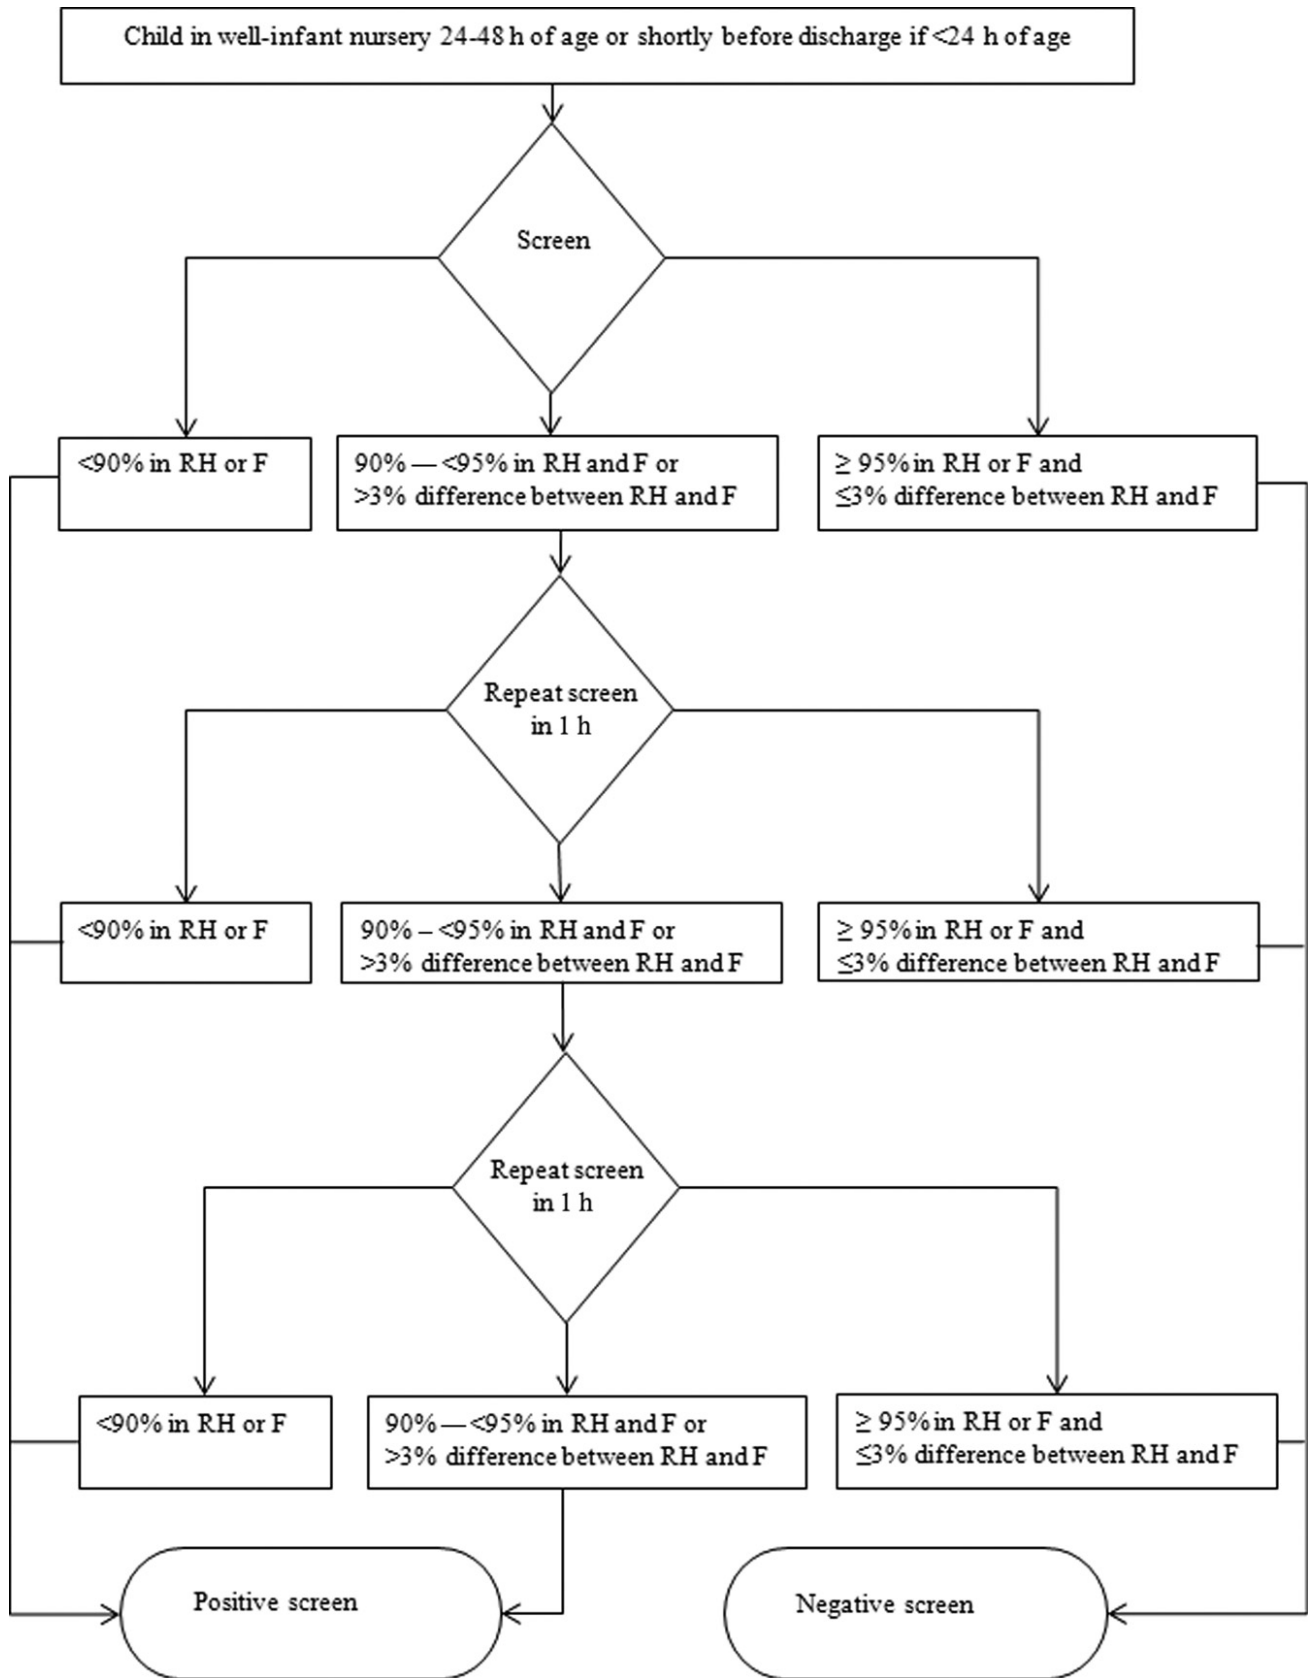 Child in well-infant nursery 24-48 h of age or shortly before discharge if <24 h of age
Screen
<90% in RH or F
90% — <95% in RH and F or
>3% difference between RH and F
≥ 95% in RH or F and
≤3% difference between RH and F
Repeat screen
in 1 h
<90% in RH or F
90% – <95% in RH and F or
>3% difference between RH and F
≥ 95% in RH or F and
≤3% difference between RH and F
Repeat screen
in 1 h
<90% in RH or F
90% — <95% in RH and F or
>3% difference between RH and F
≥ 95% in RH or F and
≤3% difference between RH and F
Positive screen
Negative screen